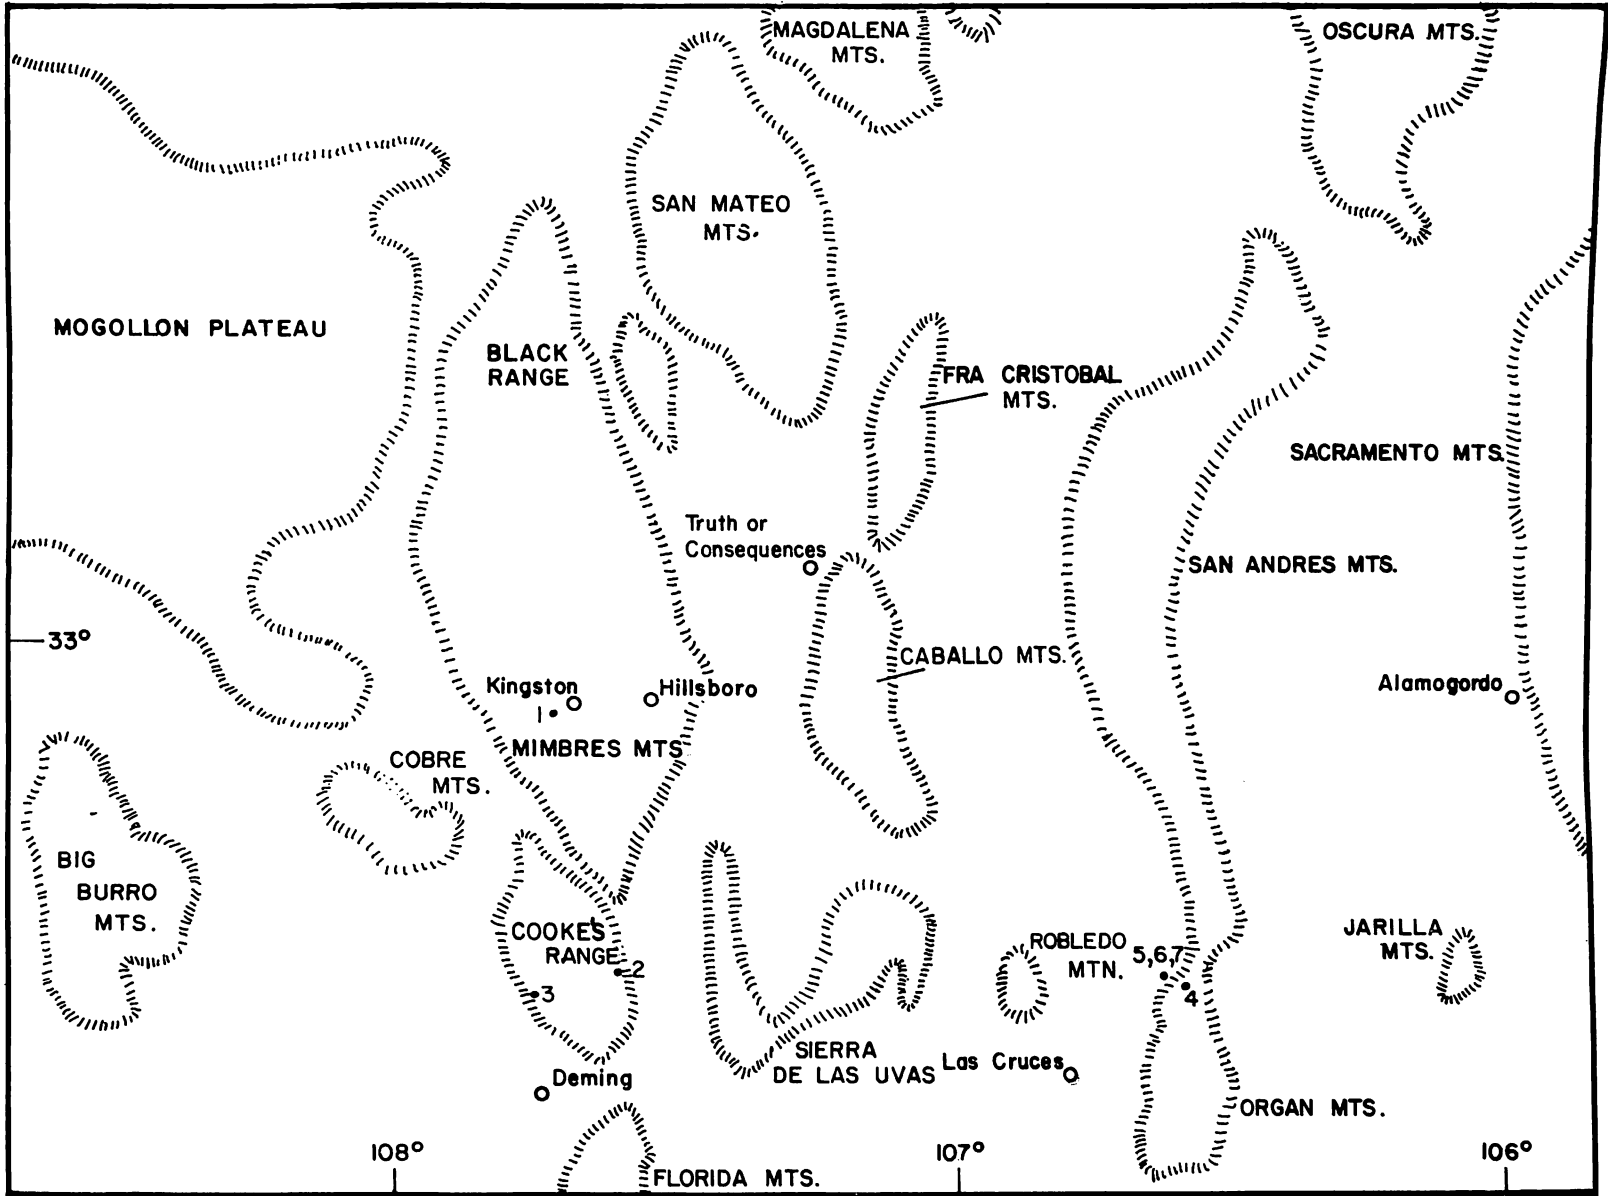 MAGDALENA
MTS.
OSCURA MTS.
SAN MATEO
MTS.
MOGOLLON PLATEAU
BLACK
RANGE
FRA CRISTOBAL
MTS.
SACRAMENTO MTS.
Truth or
Consequences
SAN ANDRES MTS.
33°
CABALLO MTS.
Kingston
Hillsboro
Alamogordo
1
MIMBRES MTS.
COBRE
MTS.
BIG
BURRO
MTS.
COOKES
RANGE
2
3
ROBLEDO
MTN.
5,6,7
4
JARILLA
MTS.
SIERRA
DE LAS UVAS
Las Cruces
Deming
ORGAN MTS.
108°
107°
106°
FLORIDA MTS.